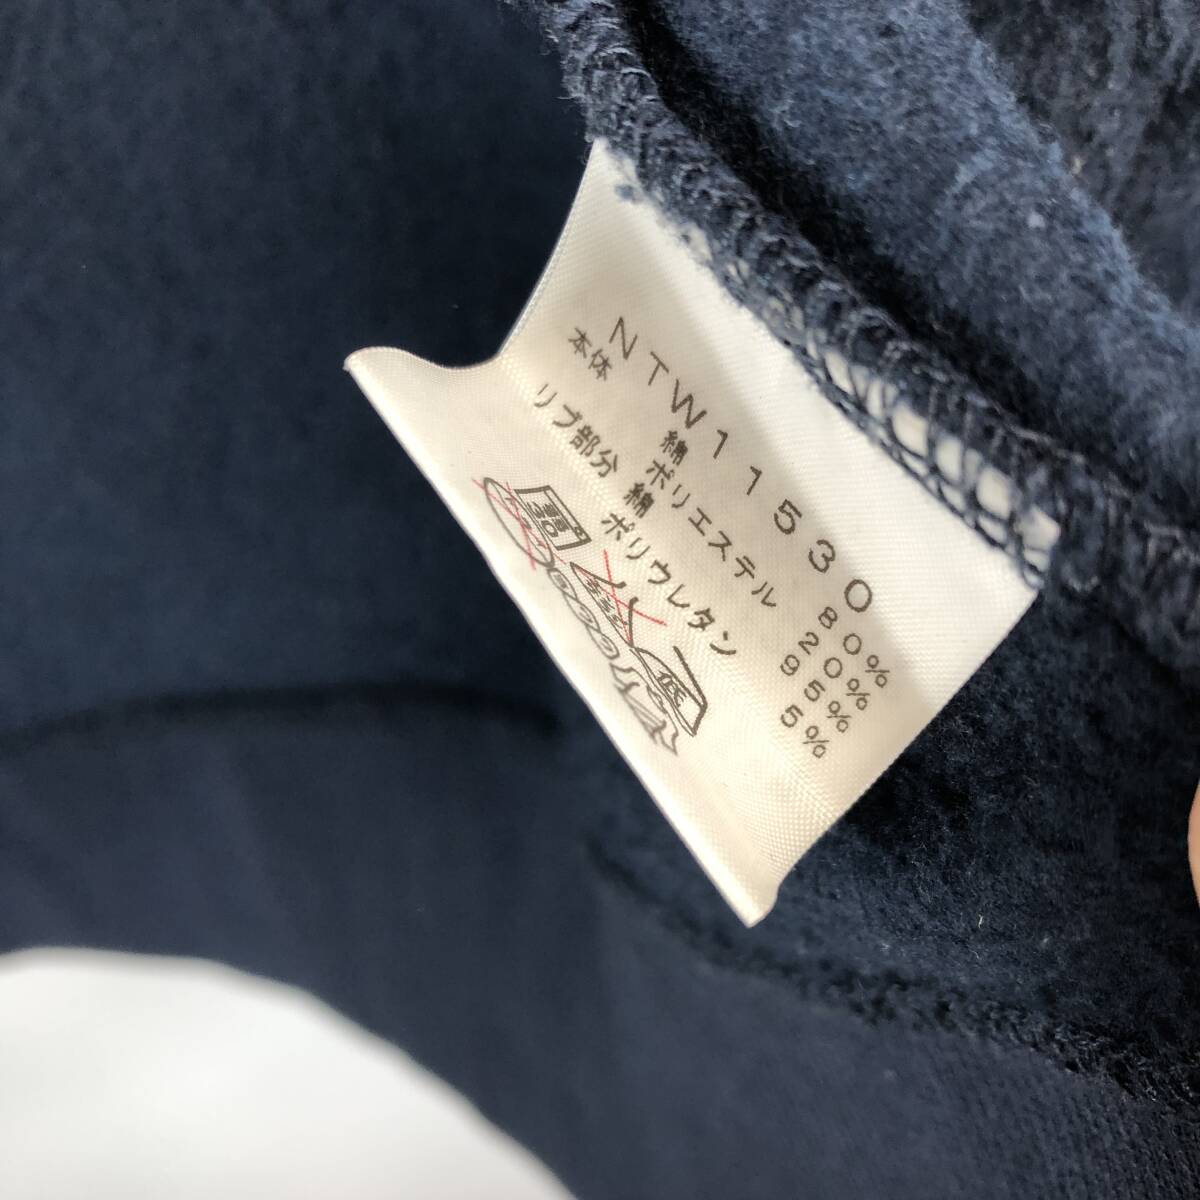 NTW11530
本体 綿 80%
ポリエステル 20%
リブ部分 綿 95%
ポリウレタン 5%
低